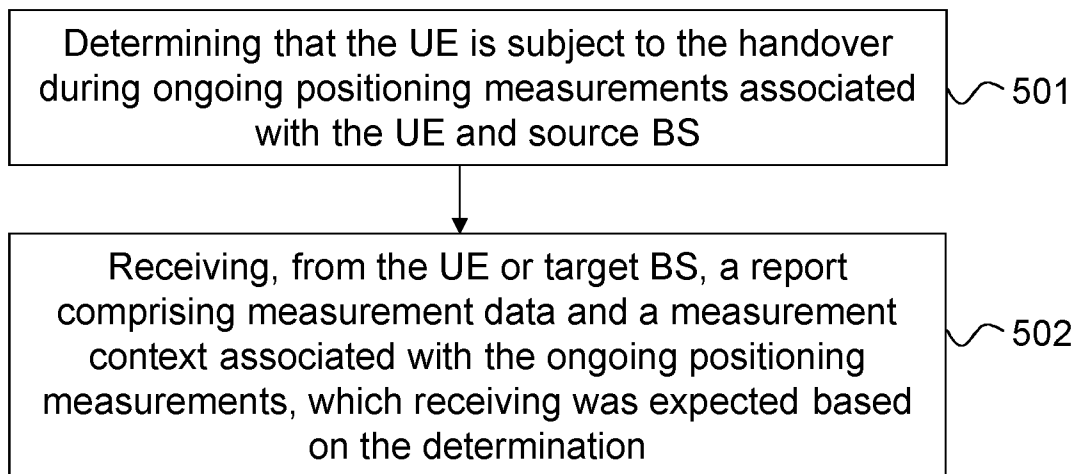 Determining that the UE is subject to the handover
during ongoing positioning measurements associated
with the UE and source BS
501
Receiving, from the UE or target BS, a report
comprising measurement data and a measurement
context associated with the ongoing positioning
measurements, which receiving was expected based
on the determination
502